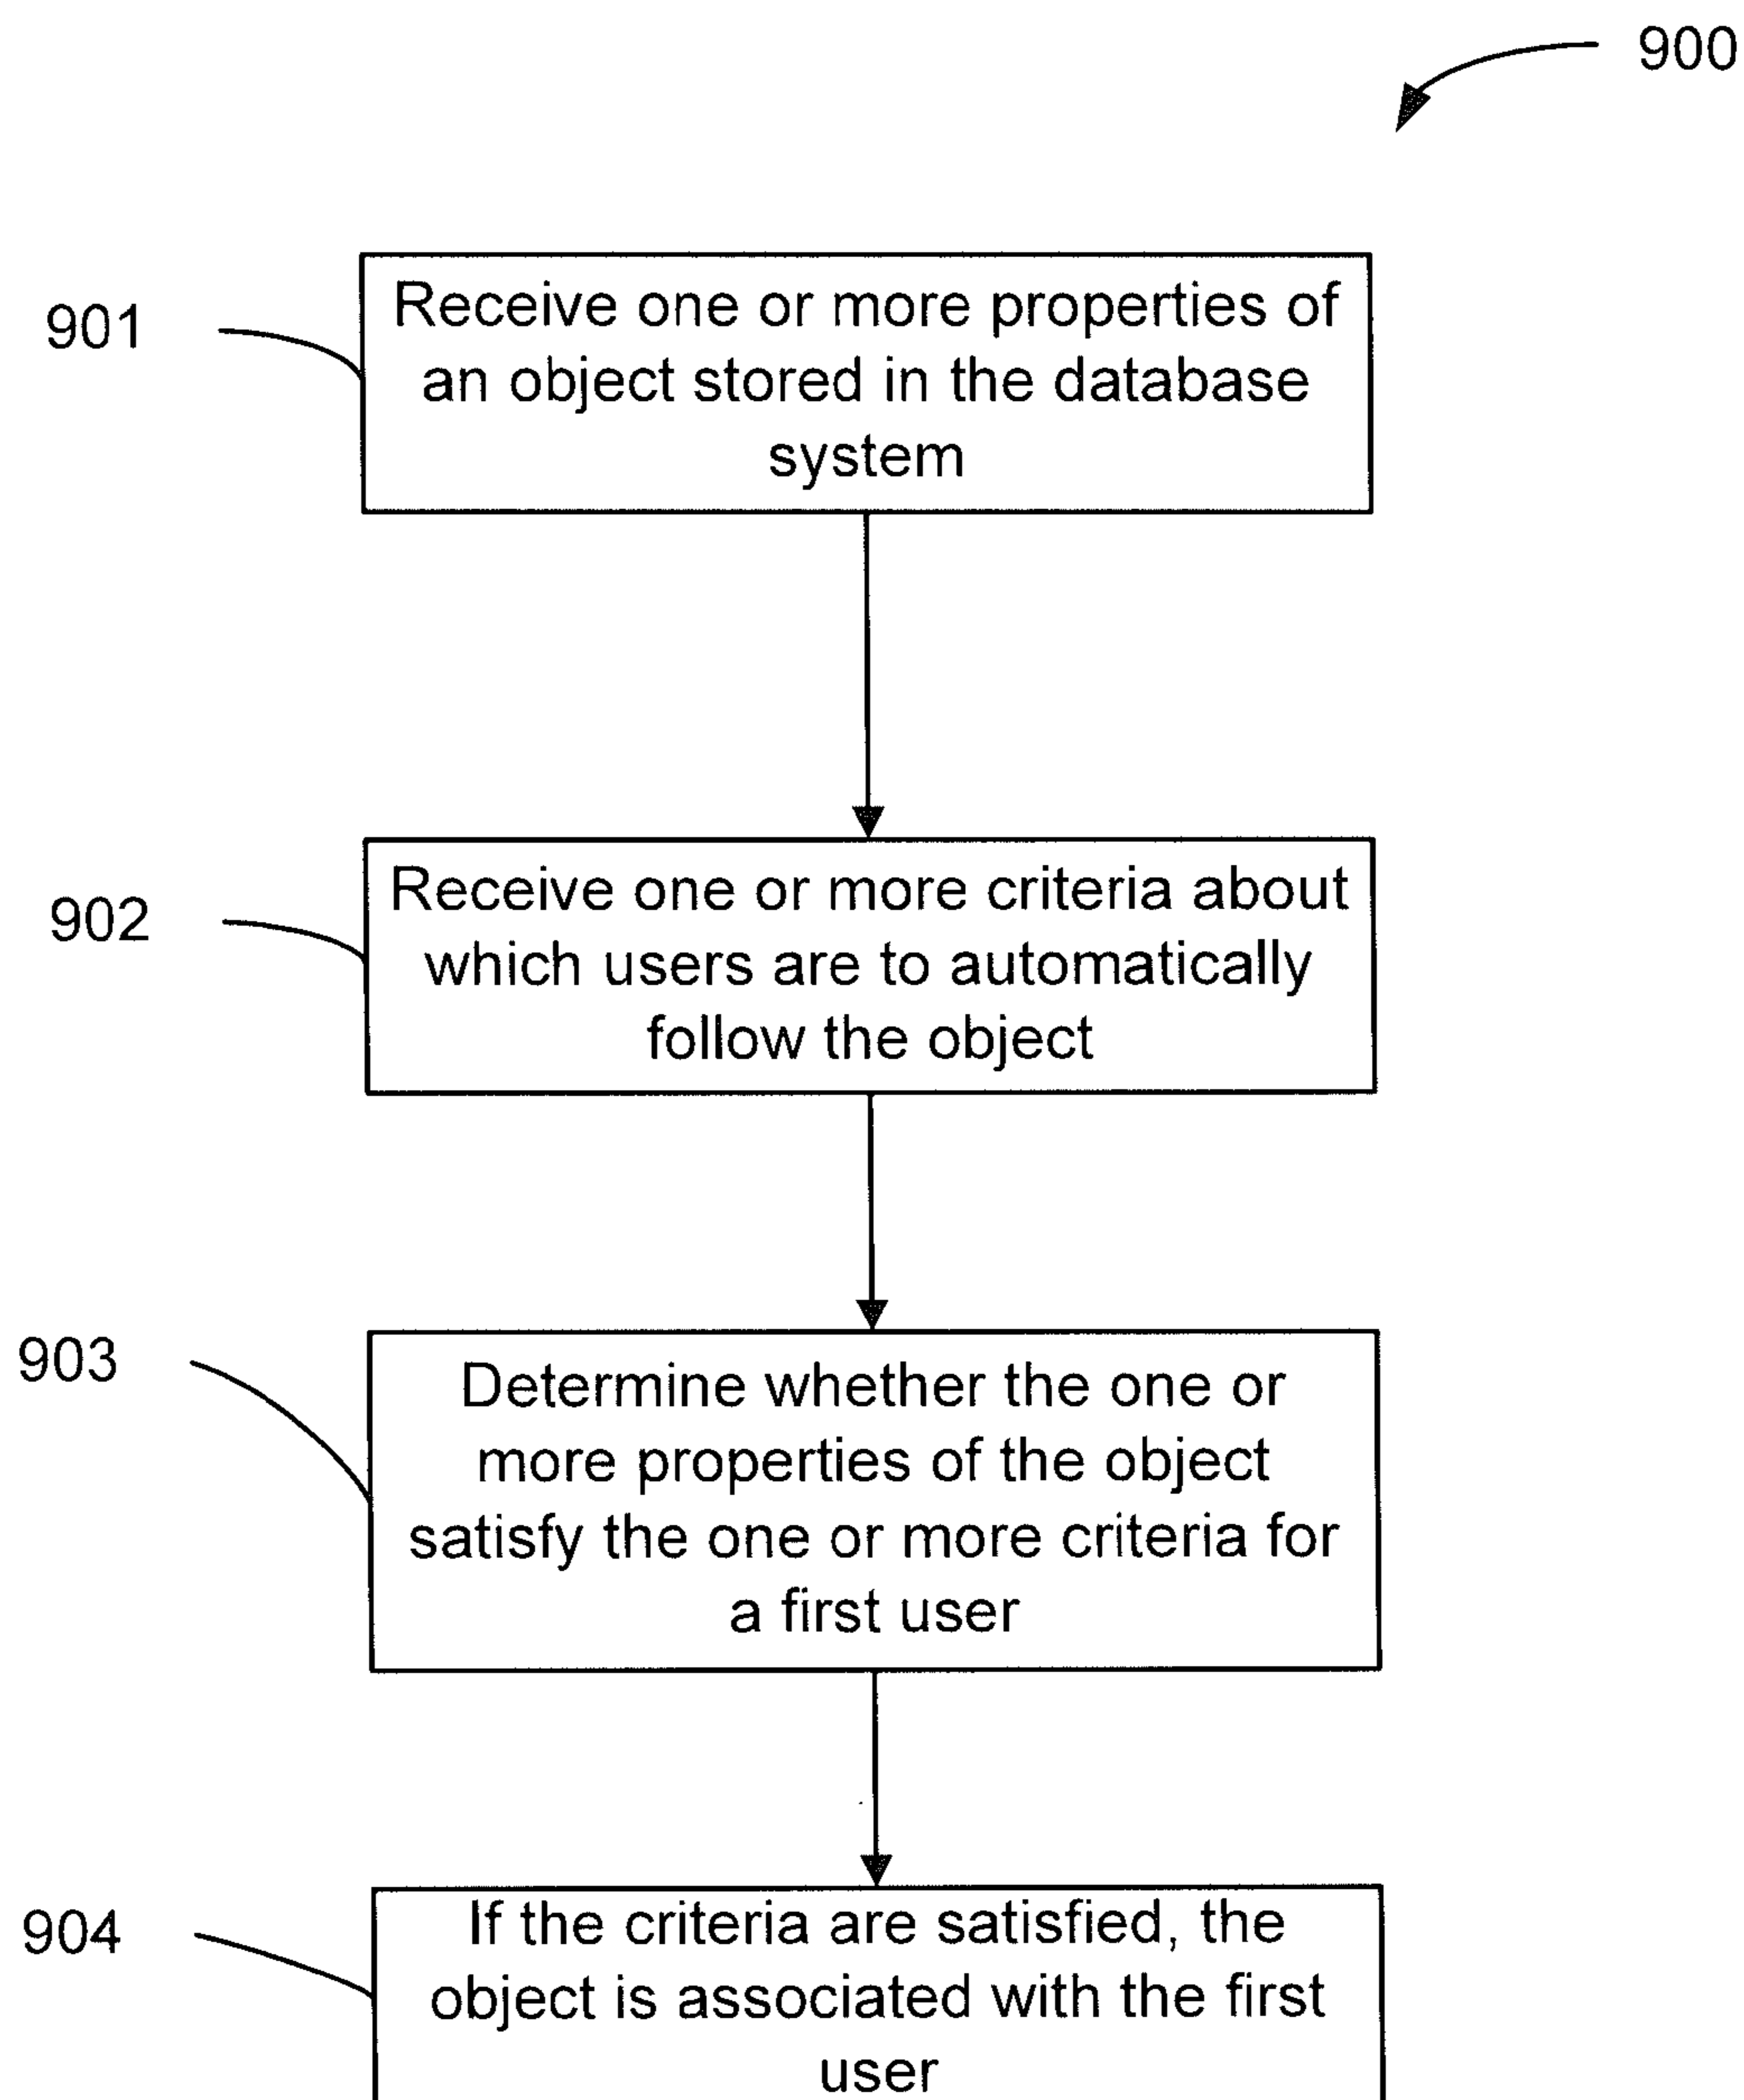 900
901
Receive one or more properties of
an object stored in the database
system
902
Receive one or more criteria about
which users are to automatically
follow the object
903
Determine whether the one or
more properties of the object
satisfy the one or more criteria for
a first user
904
If the criteria are satisfied, the
object is associated with the first
user